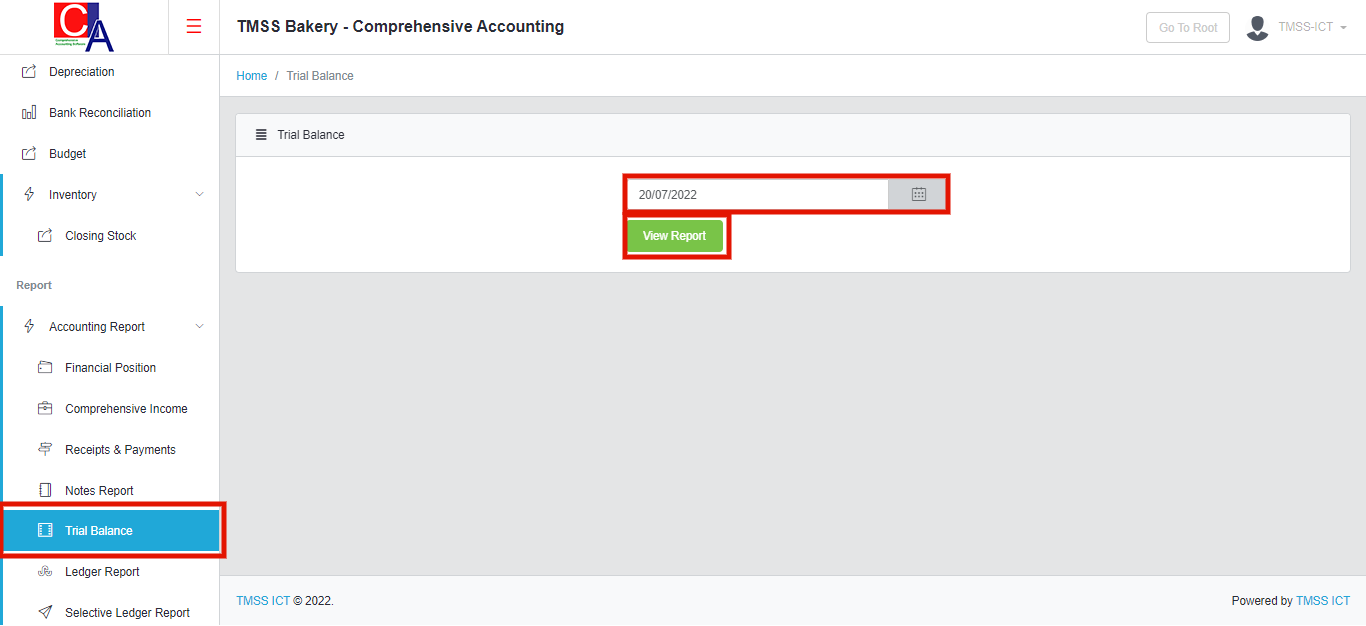 CA
Comprehensive
Accounting Software
TMSS Bakery - Comprehensive Accounting
Go To Root
TMSS-ICT
Depreciation
Bank Reconciliation
Budget
Inventory
Closing Stock
Report
Accounting Report
Financial Position
Comprehensive Income
Receipts & Payments
Notes Report
Trial Balance
Ledger Report
Selective Ledger Report
Home / Trial Balance
Trial Balance
20/07/2022
View Report
TMSS ICT © 2022.
Powered by TMSS ICT